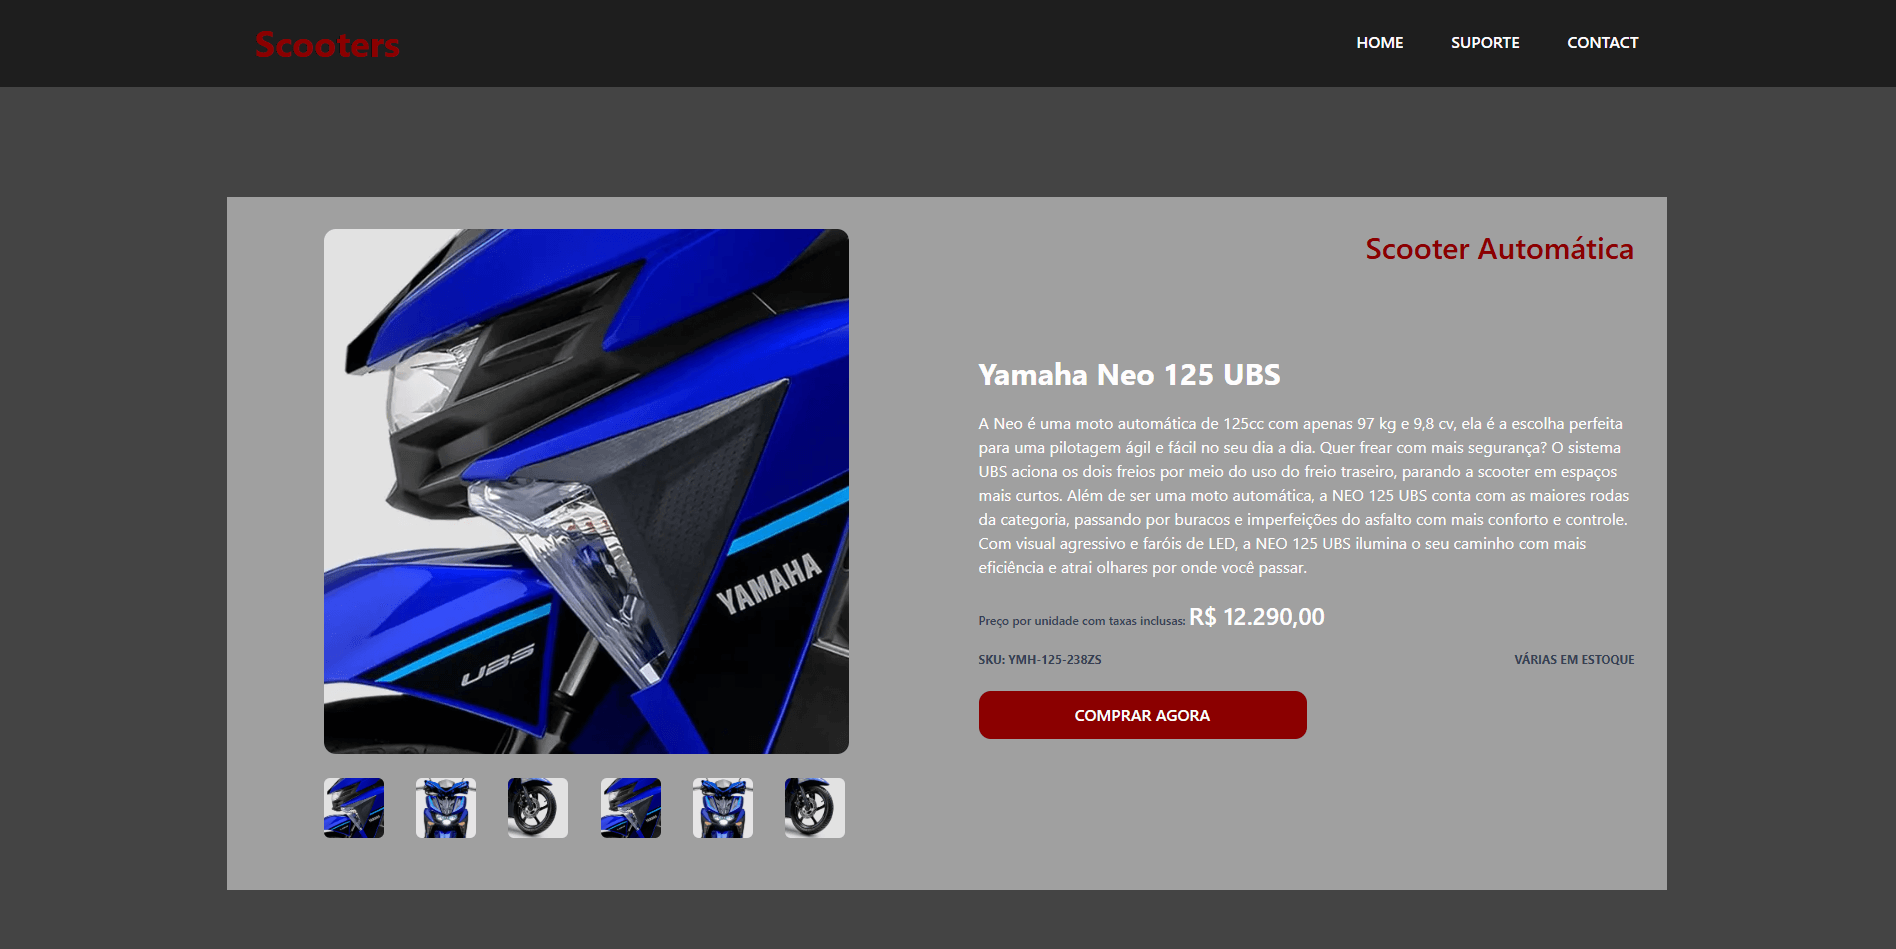 Scooters
HOME SUPORTE CONTACT
Scooter Automática
Yamaha Neo 125 UBS
A Neo é uma moto automática de 125cc com apenas 97 kg e 9,8 cv, ela é a escolha perfeita
para uma pilotagem ágil e fácil no seu dia a dia. Quer frear com mais segurança? O sistema
UBS aciona os dois freios por meio do uso do freio traseiro, parando a scooter em espaços
mais curtos. Além de ser uma moto automática, a NEO 125 UBS conta com as maiores rodas
da categoria, passando por buracos e imperfeições do asfalto com mais conforto e controle.
Com visual agressivo e faróis de LED, a NEO 125 UBS ilumina o seu caminho com mais
eficiência e atrai olhares por onde você passar.
Preço por unidade com taxas inclusas: R$ 12.290,00
SKU: YMH-125-238ZS VÁRIAS EM ESTOQUE
COMPRAR AGORA
YAMAHA
UBS